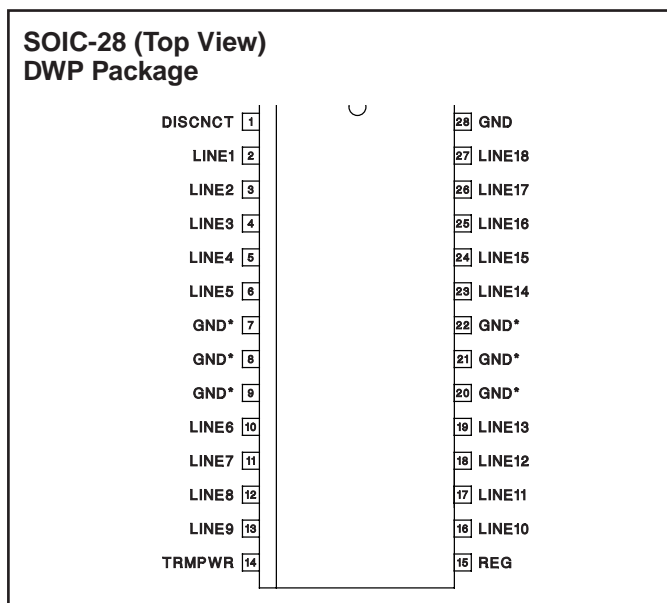 SOIC-28 (Top View)
DWP Package
DISCNCT 1 28 GND
LINE1 2 27 LINE18
LINE2 3 26 LINE17
LINE3 4 25 LINE16
LINE4 5 24 LINE15
LINE5 6 23 LINE14
GND* 7 22 GND*
GND* 8 21 GND*
GND* 9 20 GND*
LINE6 10 19 LINE13
LINE7 11 18 LINE12
LINE8 12 17 LINE11
LINE9 13 16 LINE10
TRMPWR 14 15 REG